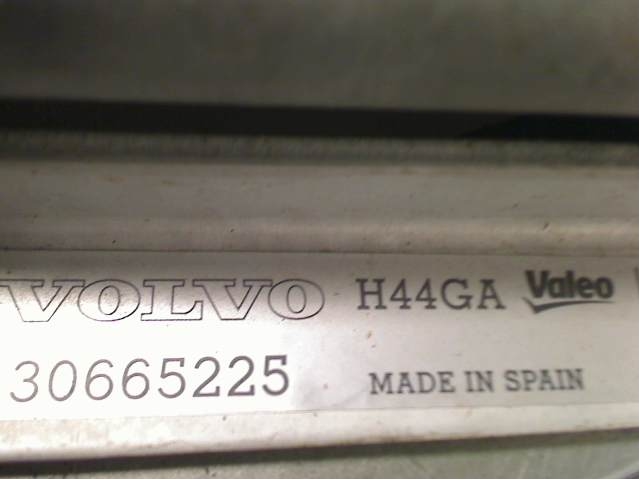 VOLVO H44GA Valeo
30665225 MADE IN SPAIN